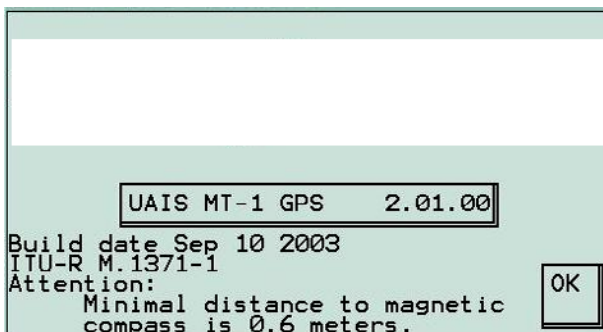 UAIS MT-1 GPS 2.01.00
Build date Sep 10 2003
ITU-R M.1371-1
Attention:
OK
Minimal distance to magnetic
compass is 0.6 meters.